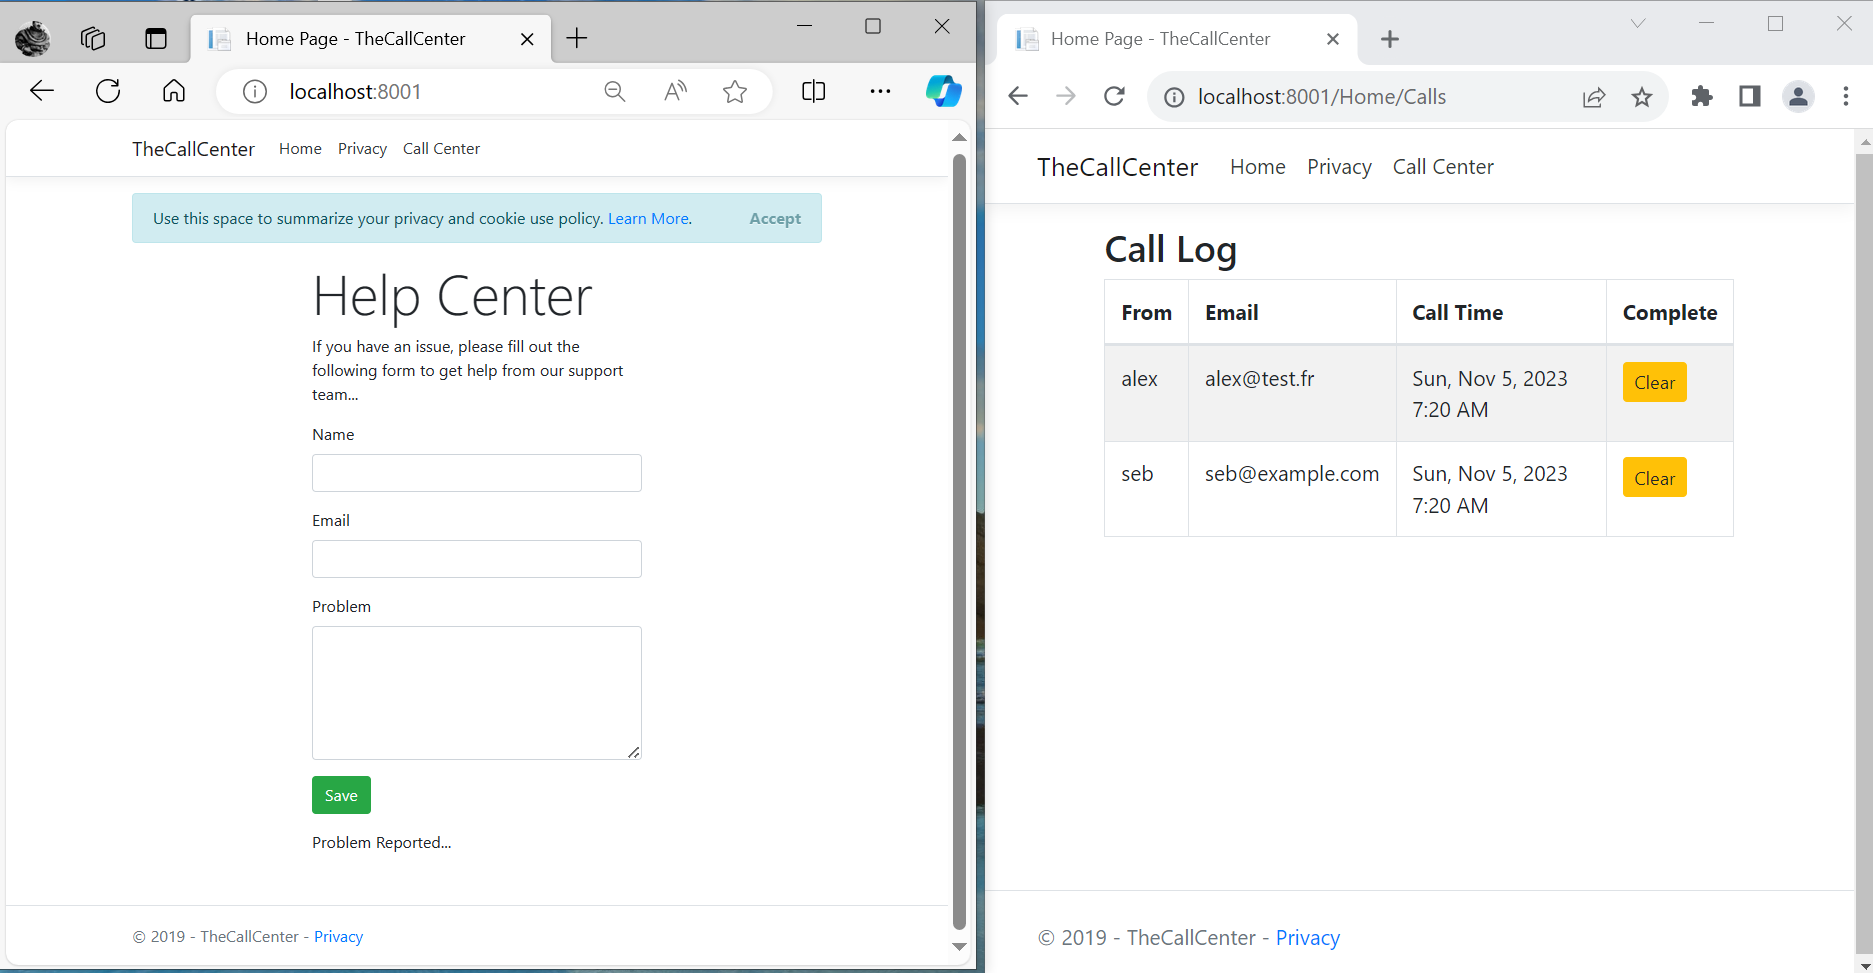 Home Page - TheCallCenter
localhost:8001
TheCallCenter Home Privacy Call Center
Use this space to summarize your privacy and cookie use policy. Learn More. Accept
Help Center
If you have an issue, please fill out the
following form to get help from our support
team...
Name
Email
Problem
Save
Problem Reported...
© 2019 - TheCallCenter - Privacy
Home Page - TheCallCenter
localhost:8001/Home/Calls
TheCallCenter Home Privacy Call Center
Call Log
From Email Call Time Complete
alex alex@test.fr Sun, Nov 5, 2023 Clear
7:20 AM
seb seb@example.com Sun, Nov 5, 2023 Clear
7:20 AM
© 2019 - TheCallCenter - Privacy